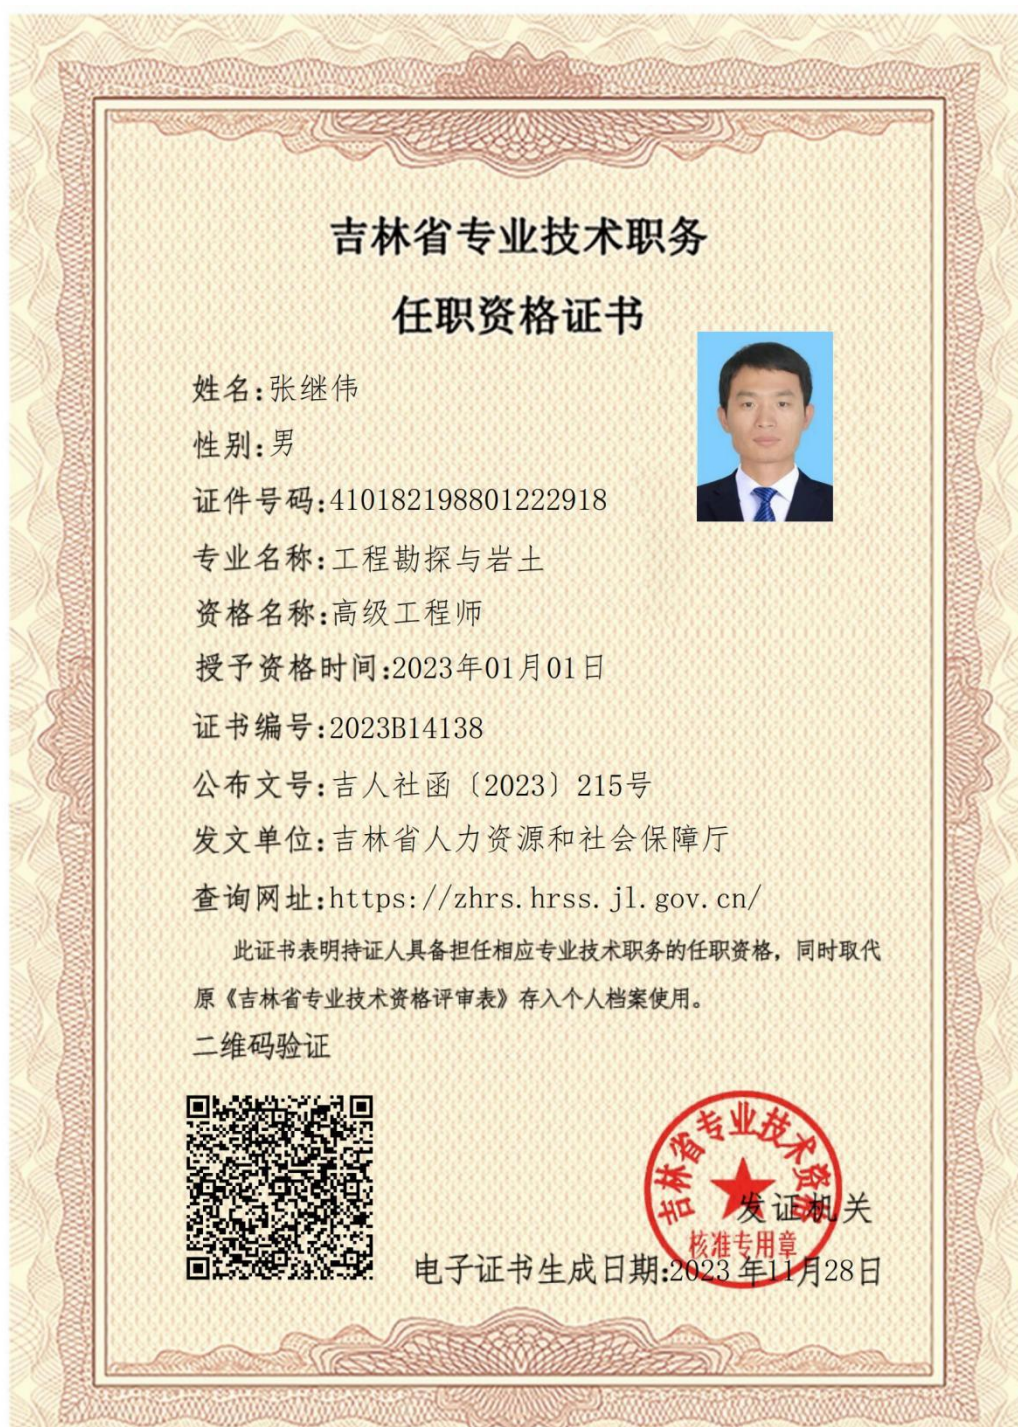 吉林省专业技术职务
任职资格证书
姓名:张继伟
性别:男
证件号码:410182198801222918
专业名称:工程勘探与岩土
资格名称:高级工程师
授予资格时间:2023年01月01日
证书编号:2023B14138
公布文号:吉人社函〔2023〕215号
发文单位:吉林省人力资源和社会保障厅
查询网址:https://zhrs.hrss.jl.gov.cn/
此证书表明持证人具备担任相应专业技术职务的任职资格，同时取代
原《吉林省专业技术资格评审表》存入个人档案使用。
二维码验证
吉林省专业技术资格
核准专用章
发证机关
电子证书生成日期:2023年11月28日